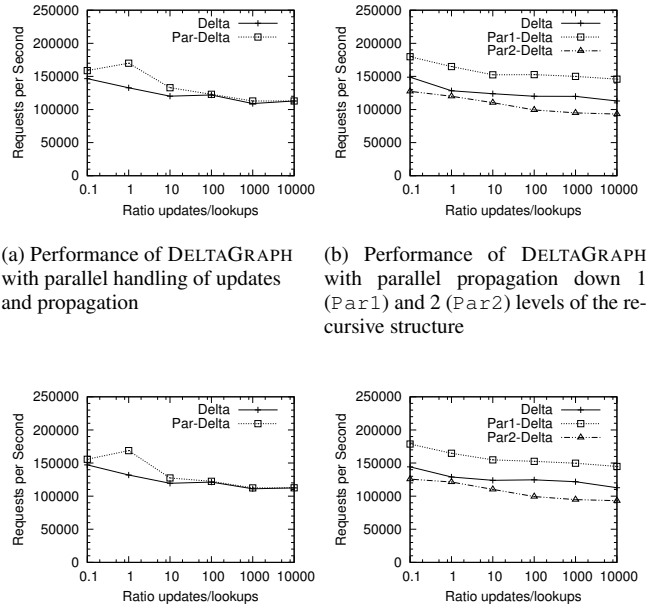 250000
200000
150000
100000
50000
0
Requests per Second
0.1 1 10 100 1000 10000
Ratio updates/lookups
Delta
Par-Delta
250000
200000
150000
100000
50000
0
Requests per Second
0.1 1 10 100 1000 10000
Ratio updates/lookups
Delta
Par1-Delta
Par2-Delta
(a) Performance of DELTAGRAPH
with parallel handling of updates
and propagation
(b) Performance of DELTAGRAPH
with parallel propagation down 1
(Par1) and 2 (Par2) levels of the re-
cursive structure
250000
200000
150000
100000
50000
0
Requests per Second
0.1 1 10 100 1000 10000
Ratio updates/lookups
Delta
Par-Delta
250000
200000
150000
100000
50000
0
Requests per Second
0.1 1 10 100 1000 10000
Ratio updates/lookups
Delta
Par1-Delta
Par2-Delta